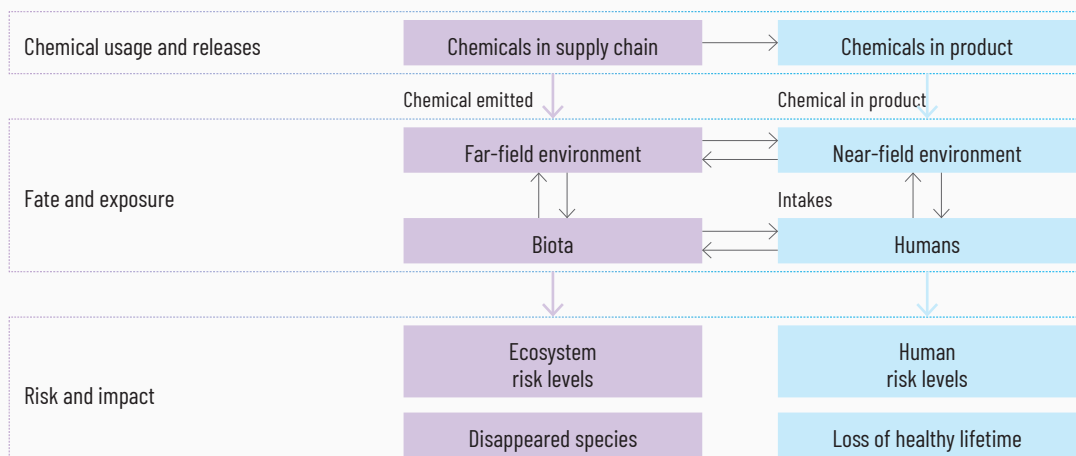 Chemical usage and releases
Chemicals in supply chain
Chemicals in product
Chemical emitted
Chemical in product
Fate and exposure
Far-field environment
Near-field environment
Intakes
Biota
Humans
Risk and impact
Ecosystem
risk levels
Human
risk levels
Disappeared species
Loss of healthy lifetime